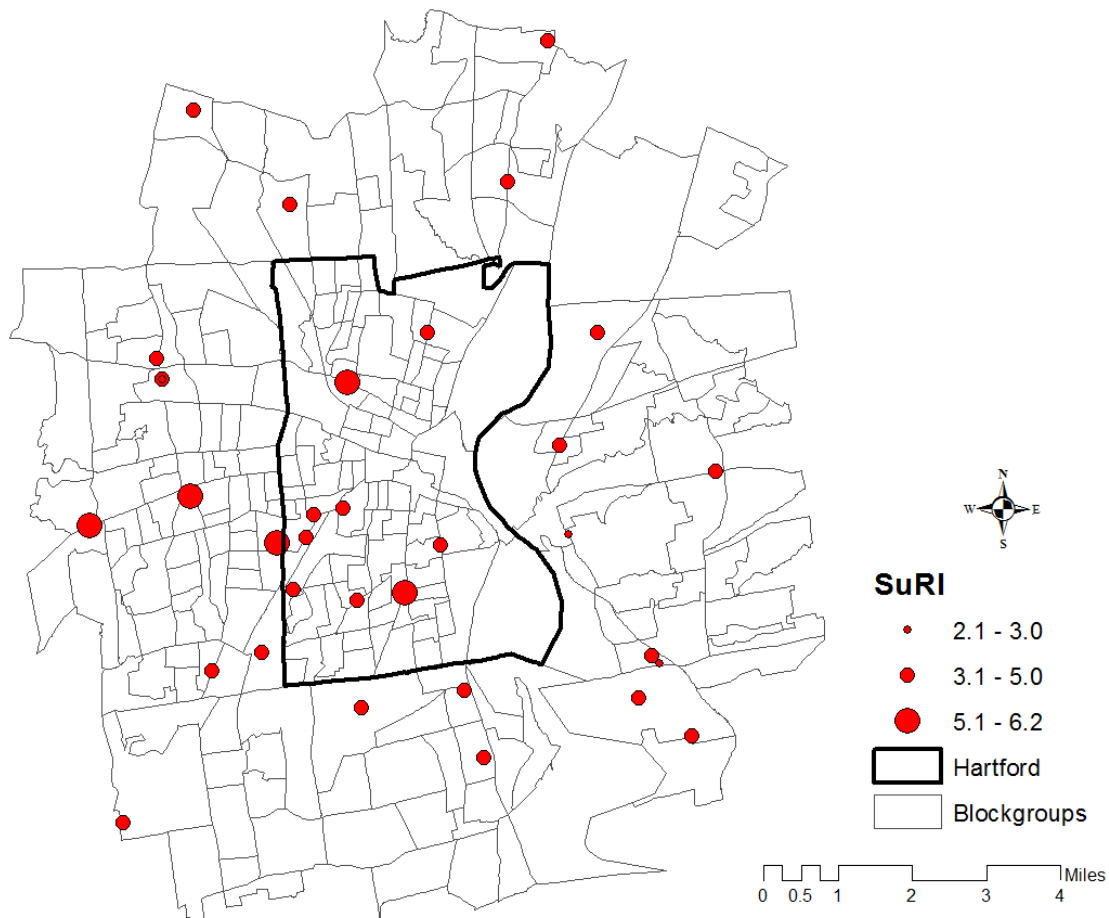 N
W E
S
SuRI
2.1 - 3.0
3.1 - 5.0
5.1 - 6.2
Hartford
Blockgroups
Miles
0 0.5 1 2 3 4